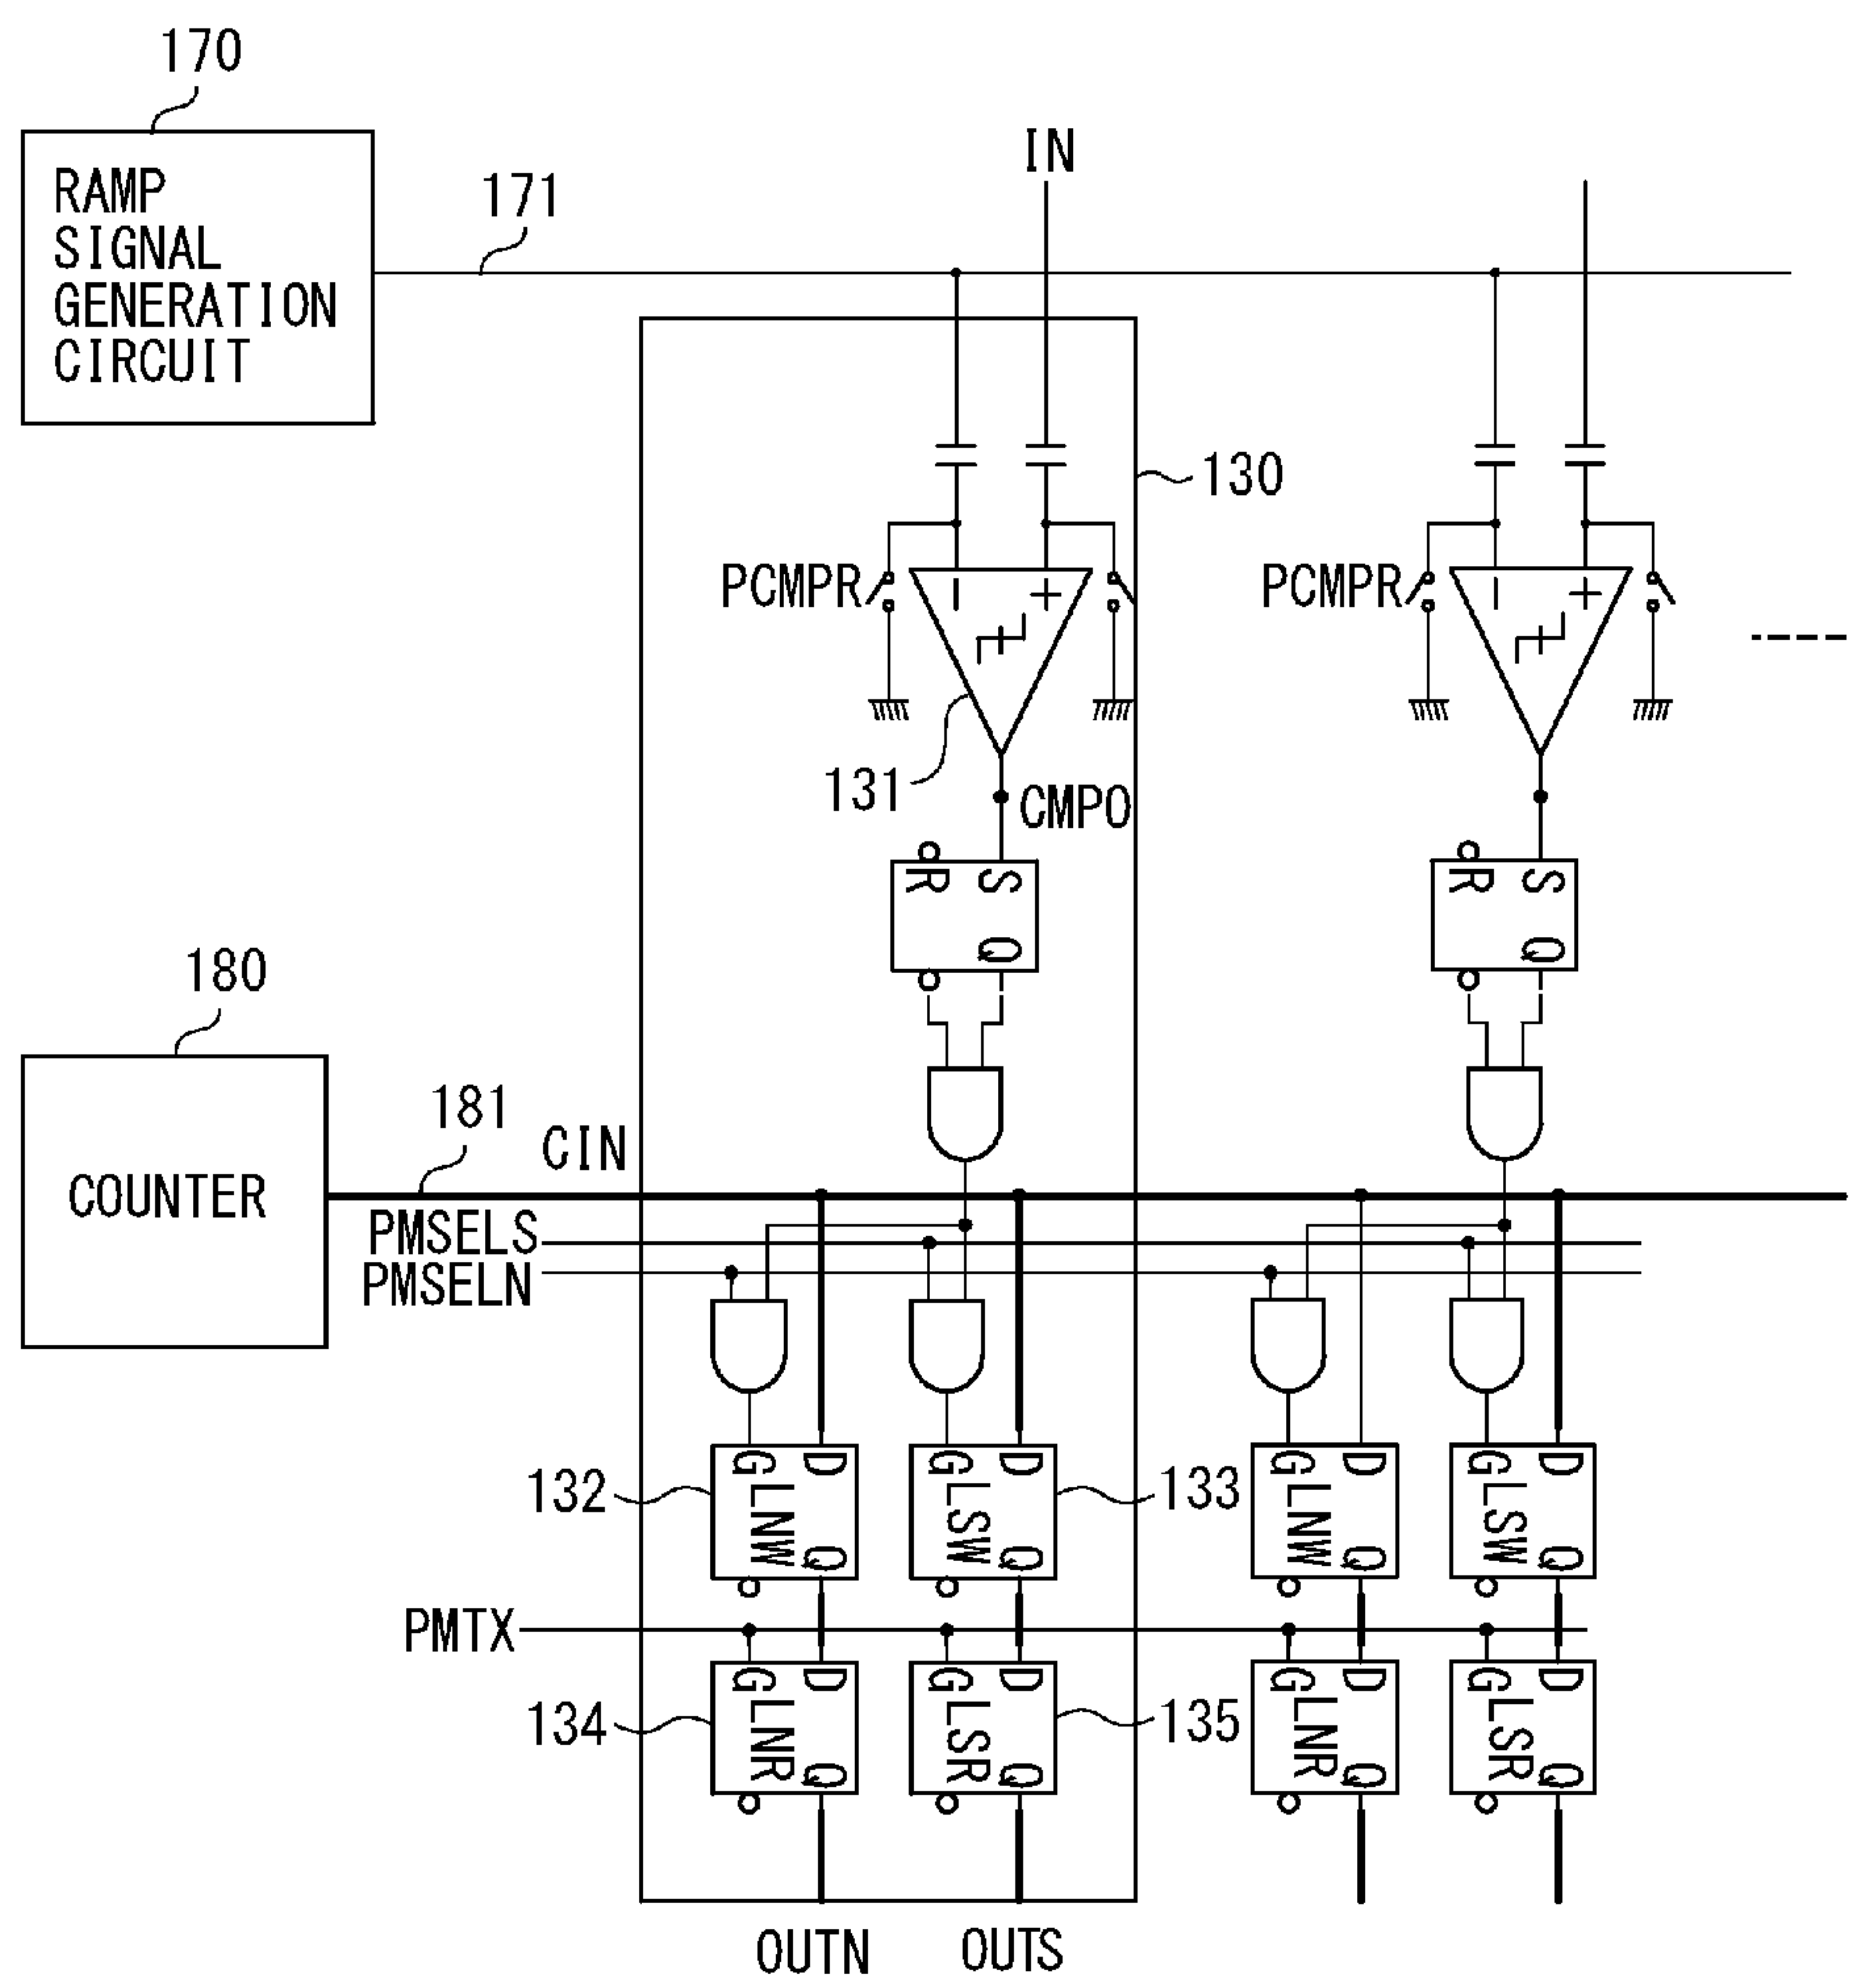 170
RAMP
SIGNAL
GENERATION
CIRCUIT
171
IN
130
PCMPR
PCMPR
- +
- +
131
CMPO
R S
Q
R S
Q
180
COUNTER
181
CIN
PMSELS
PMSELN
132
G D
LNW
Q
G D
LSW
Q
133
G D
LNW
Q
G D
LSW
Q
PMTX
134
G D
LNR
Q
G D
LSR
Q
135
G D
LNR
Q
G D
LSR
Q
OUTN
OUTS